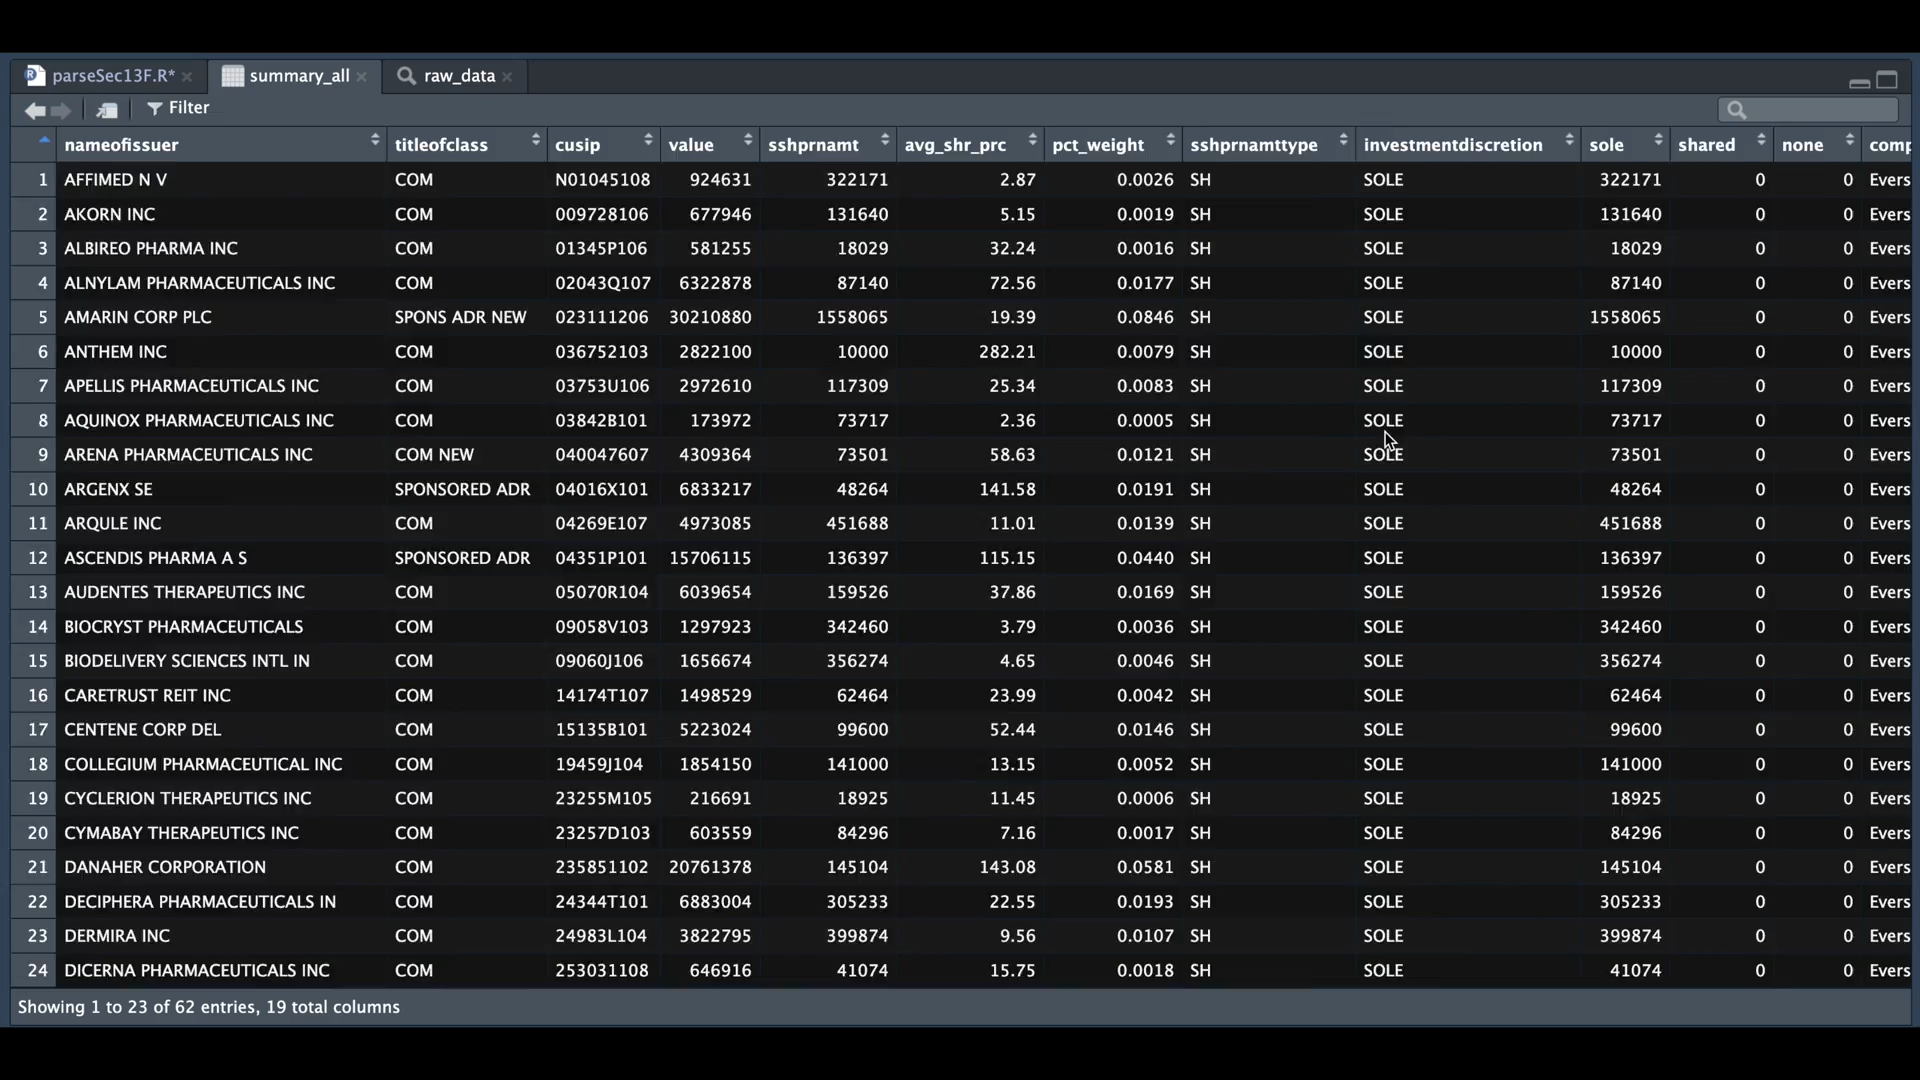 parseSec13F.R* × summary_all × raw_data ×
Filter
nameofissuer titleofclass cusip value sshprnamt avg_shr_prc pct_weight sshprnamttype investmentdiscretion sole shared none comp
1 AFFIMED N V COM N01045108 924631 322171 2.87 0.0026 SH SOLE 322171 0 0 Evers
2 AKORN INC COM 009728106 677946 131640 5.15 0.0019 SH SOLE 131640 0 0 Evers
3 ALBIREO PHARMA INC COM 01345P106 581255 18029 32.24 0.0016 SH SOLE 18029 0 0 Evers
4 ALNYLAM PHARMACEUTICALS INC COM 02043Q107 6322878 87140 72.56 0.0177 SH SOLE 87140 0 0 Evers
5 AMARIN CORP PLC SPONS ADR NEW 023111206 30210880 1558065 19.39 0.0846 SH SOLE 1558065 0 0 Evers
6 ANTHEM INC COM 036752103 2822100 10000 282.21 0.0079 SH SOLE 10000 0 0 Evers
7 APELLIS PHARMACEUTICALS INC COM 03753U106 2972610 117309 25.34 0.0083 SH SOLE 117309 0 0 Evers
8 AQUINOX PHARMACEUTICALS INC COM 03842B101 173972 73717 2.36 0.0005 SH SOLE 73717 0 0 Evers
9 ARENA PHARMACEUTICALS INC COM NEW 040047607 4309364 73501 58.63 0.0121 SH SOLE 73501 0 0 Evers
10 ARGENX SE SPONSORED ADR 04016X101 6833217 48264 141.58 0.0191 SH SOLE 48264 0 0 Evers
11 ARQULE INC COM 04269E107 4973085 451688 11.01 0.0139 SH SOLE 451688 0 0 Evers
12 ASCENDIS PHARMA A S SPONSORED ADR 04351P101 15706115 136397 115.15 0.0440 SH SOLE 136397 0 0 Evers
13 AUDENTES THERAPEUTICS INC COM 05070R104 6039654 159526 37.86 0.0169 SH SOLE 159526 0 0 Evers
14 BIOCRYST PHARMACEUTICALS COM 09058V103 1297923 342460 3.79 0.0036 SH SOLE 342460 0 0 Evers
15 BIODELIVERY SCIENCES INTL IN COM 09060J106 1656674 356274 4.65 0.0046 SH SOLE 356274 0 0 Evers
16 CARETRUST REIT INC COM 14174T107 1498529 62464 23.99 0.0042 SH SOLE 62464 0 0 Evers
17 CENTENE CORP DEL COM 15135B101 5223024 99600 52.44 0.0146 SH SOLE 99600 0 0 Evers
18 COLLEGIUM PHARMACEUTICAL INC COM 19459J104 1854150 141000 13.15 0.0052 SH SOLE 141000 0 0 Evers
19 CYCLERION THERAPEUTICS INC COM 23255M105 216691 18925 11.45 0.0006 SH SOLE 18925 0 0 Evers
20 CYMABAY THERAPEUTICS INC COM 23257D103 603559 84296 7.16 0.0017 SH SOLE 84296 0 0 Evers
21 DANAHER CORPORATION COM 235851102 20761378 145104 143.08 0.0581 SH SOLE 145104 0 0 Evers
22 DECIPHERA PHARMACEUTICALS IN COM 24344T101 6883004 305233 22.55 0.0193 SH SOLE 305233 0 0 Evers
23 DERMIRA INC COM 24983L104 3822795 399874 9.56 0.0107 SH SOLE 399874 0 0 Evers
24 DICERNA PHARMACEUTICALS INC COM 253031108 646916 41074 15.75 0.0018 SH SOLE 41074 0 0 Evers
Showing 1 to 23 of 62 entries, 19 total columns